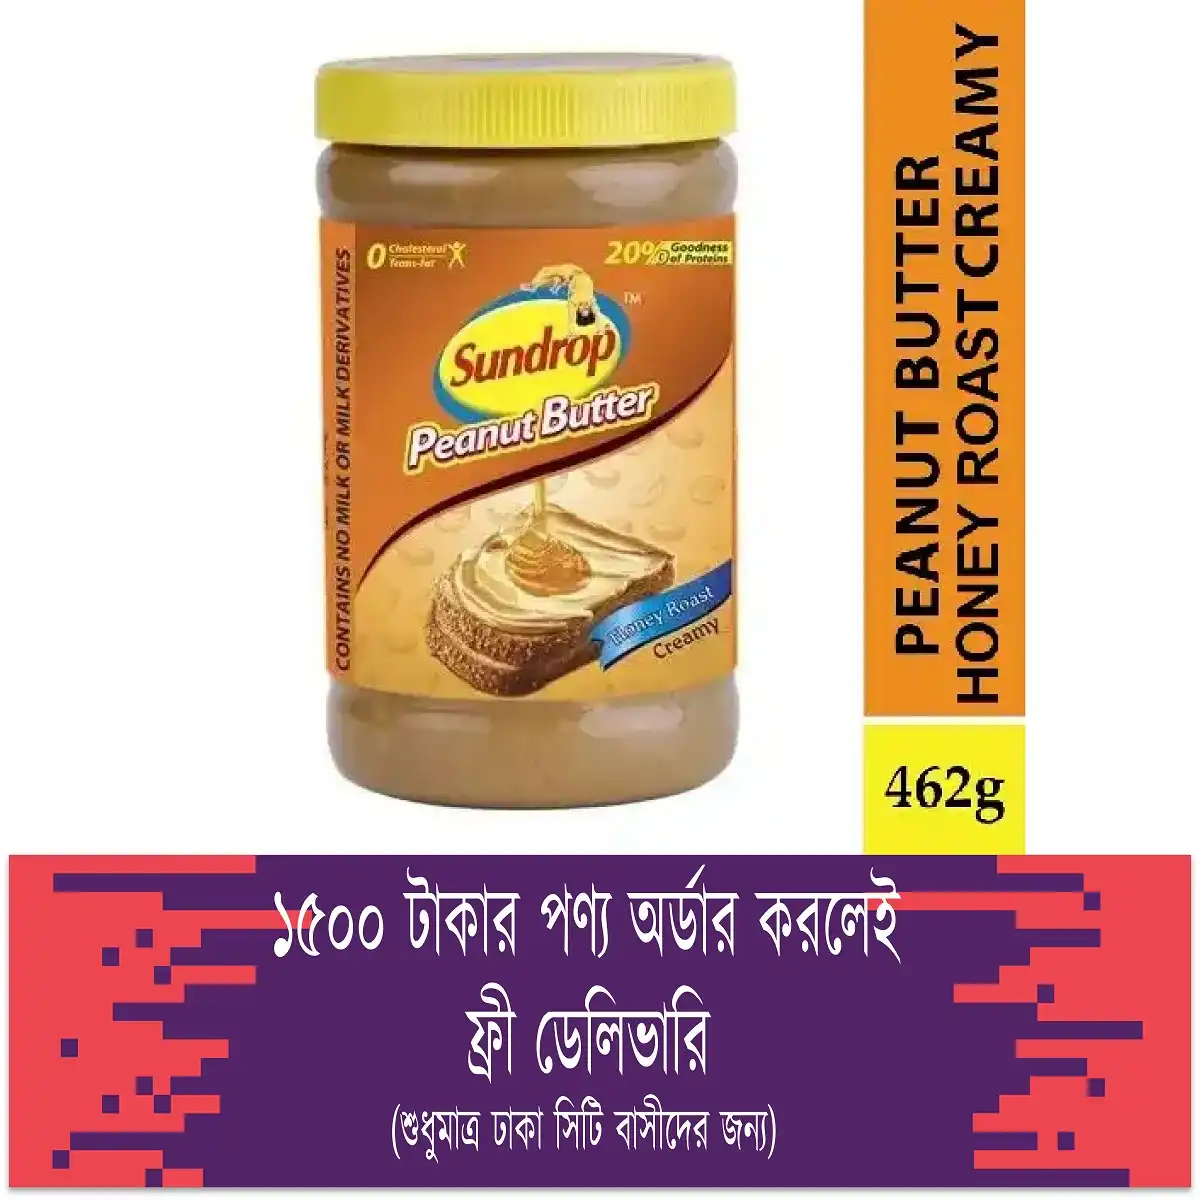 0 Cholesterol
Trans-fat
20% Goodness
of Proteins
CONTAINS NO MILK OR MILK DERIVATIVES
Sundrop
TM
Peanut Butter
Honey Roast
Creamy
PEANUT BUTTER
HONEY ROAST CREAMY
462g
১৫০০ টাকার পণ্য অর্ডার করলেই
ফ্রী ডেলিভারি
(শুধুমাত্র ঢাকা সিটি বাসীদের জন্য)